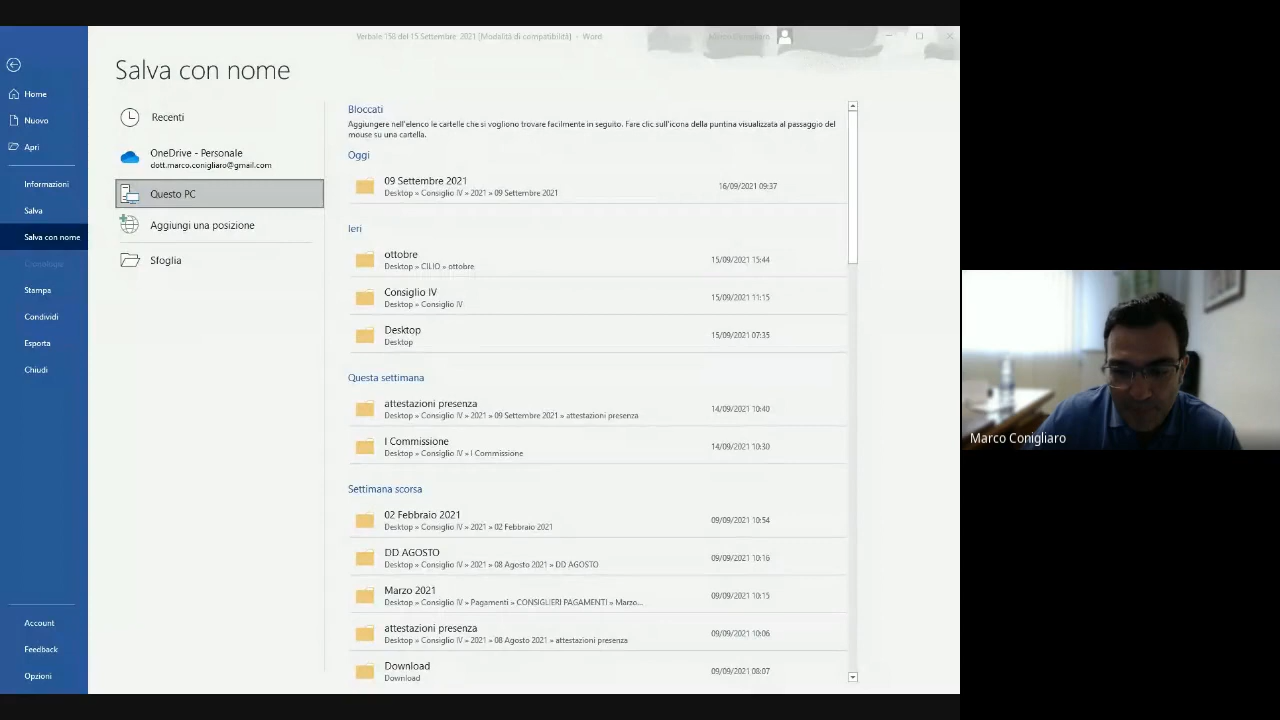 Verbale 158 del 15 Settembre 2021 [Modalità di compatibilità] - Word
Marco Conigliaro
Salva con nome
Home
Nuovo
Apri
Informazioni
Salva
Salva con nome
Cronologia
Stampa
Condividi
Esporta
Chiudi
Account
Feedback
Opzioni
Recenti
OneDrive - Personale
dott.marco.conigliaro@gmail.com
Questo PC
Aggiungi una posizione
Sfoglia
Bloccati
Aggiungere nell'elenco le cartelle che si vogliono trovare facilmente in seguito. Fare clic sull'icona della puntina visualizzata al passaggio del
mouse su una cartella.
Oggi
09 Settembre 2021 16/09/2021 09:37
Desktop » Consiglio IV » 2021 » 09 Settembre 2021
Ieri
ottobre 15/09/2021 15:44
Desktop » CILIO » ottobre
Consiglio IV 15/09/2021 11:15
Desktop » Consiglio IV
Desktop 15/09/2021 07:35
Desktop
Questa settimana
attestazioni presenza 14/09/2021 10:40
Desktop » Consiglio IV » 2021 » 09 Settembre 2021 » attestazioni presenza
I Commissione 14/09/2021 10:30
Desktop » Consiglio IV » I Commissione
Settimana scorsa
02 Febbraio 2021 09/09/2021 10:54
Desktop » Consiglio IV » 2021 » 02 Febbraio 2021
DD AGOSTO 09/09/2021 10:16
Desktop » Consiglio IV » 2021 » 08 Agosto 2021 » DD AGOSTO
Marzo 2021 09/09/2021 10:15
Desktop » Consiglio IV » Pagamenti » CONSIGLIERI PAGAMENTI » Marzo...
attestazioni presenza 09/09/2021 10:06
Desktop » Consiglio IV » 2021 » 08 Agosto 2021 » attestazioni presenza
Download 09/09/2021 08:07
Download
Marco Conigliaro